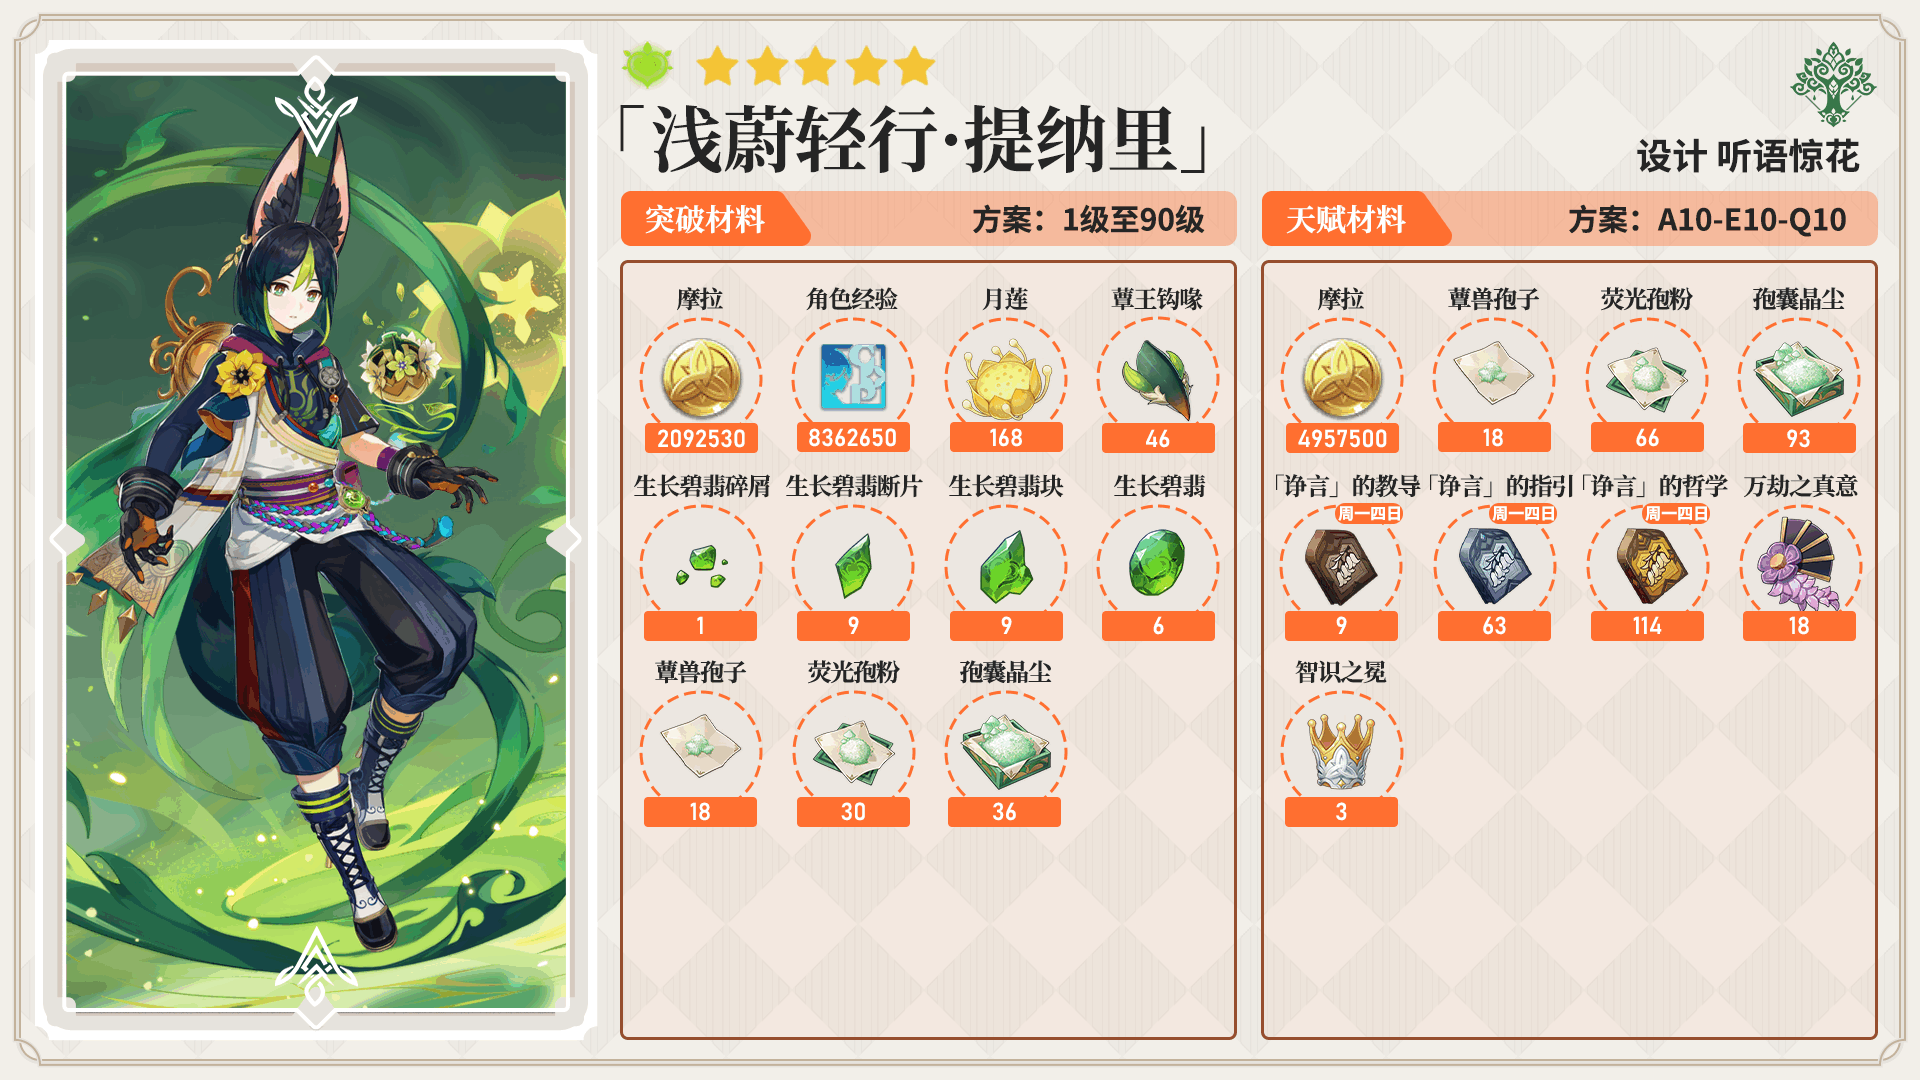 「浅蔚轻行·提纳里」
设计 听语惊花
突破材料
方案：1级至90级
摩拉
角色经验
月莲
蕈王钩喙
2092530
8362650
168
46
生长碧翡碎屑
生长碧翡断片
生长碧翡块
生长碧翡
1
9
9
6
蕈兽孢子
荧光孢粉
孢囊晶尘
18
30
36
天赋材料
方案：A10-E10-Q10
摩拉
蕈兽孢子
荧光孢粉
孢囊晶尘
4957500
18
66
93
「诤言」的教导
「诤言」的指引
「诤言」的哲学
万劫之真意
周一四日
周一四日
周一四日
9
63
114
18
智识之冕
3